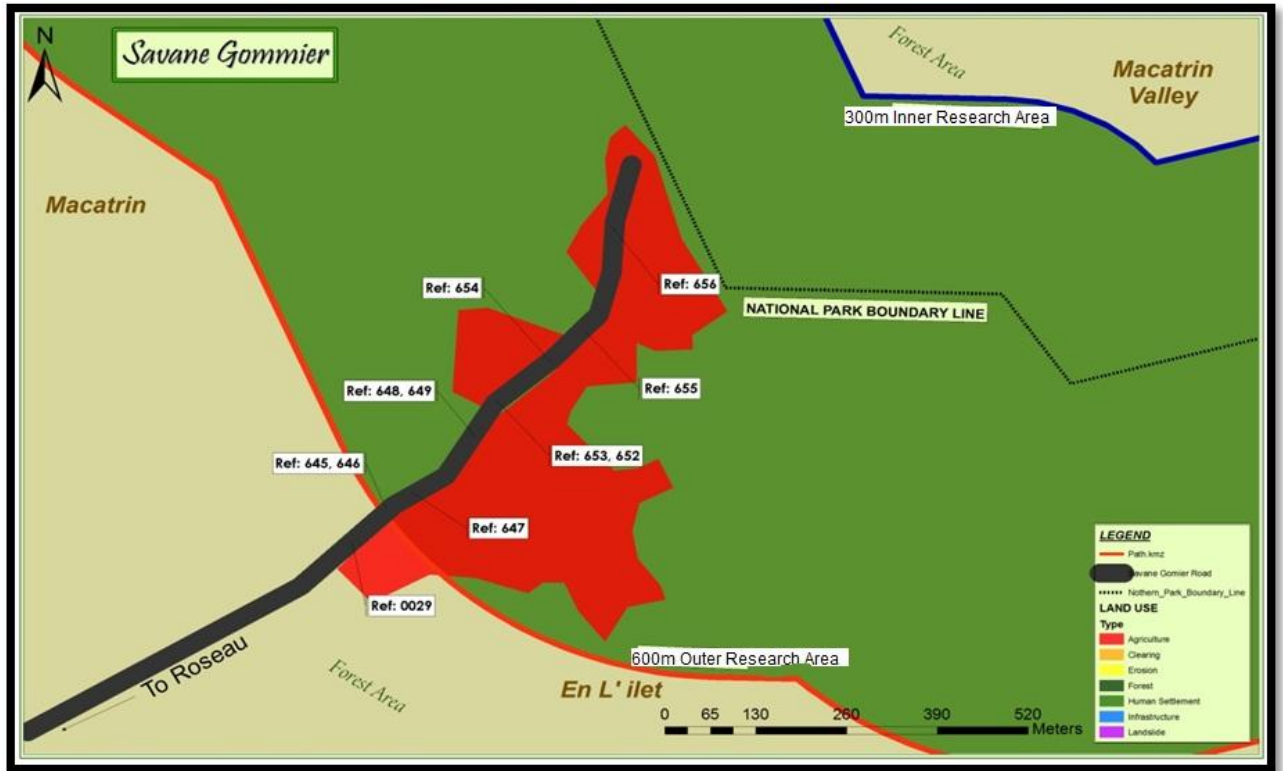 N
Savane Gommier
Forest Area
Macatrin
Valley
300m Inner Research Area
Macatrin
Ref: 654
Ref: 656
NATIONAL PARK BOUNDARY LINE
Ref: 648, 649
Ref: 655
Ref: 645, 646
Ref: 653, 652
Ref: 647
Ref: 0029
To Roseau
Forest Area
600m Outer Research Area
En L' ilet
0 65 130 260 390 520
Meters
LEGEND
Path.kmz
avane Gomier Road
Nothern_Park_Boundary_Line
LAND USE
Type
Agriculture
Clearing
Erosion
Forest
Human Settlement
Infrastructure
Landslide